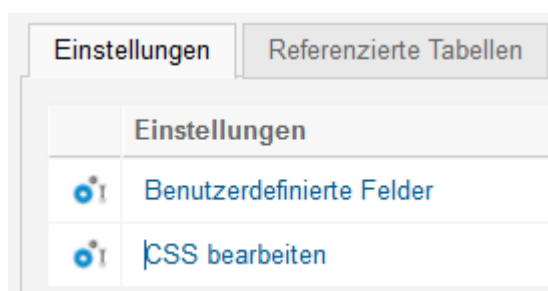 Einstellungen Referenzierte Tabellen
Einstellungen
Benutzerdefinierte Felder
CSS bearbeiten